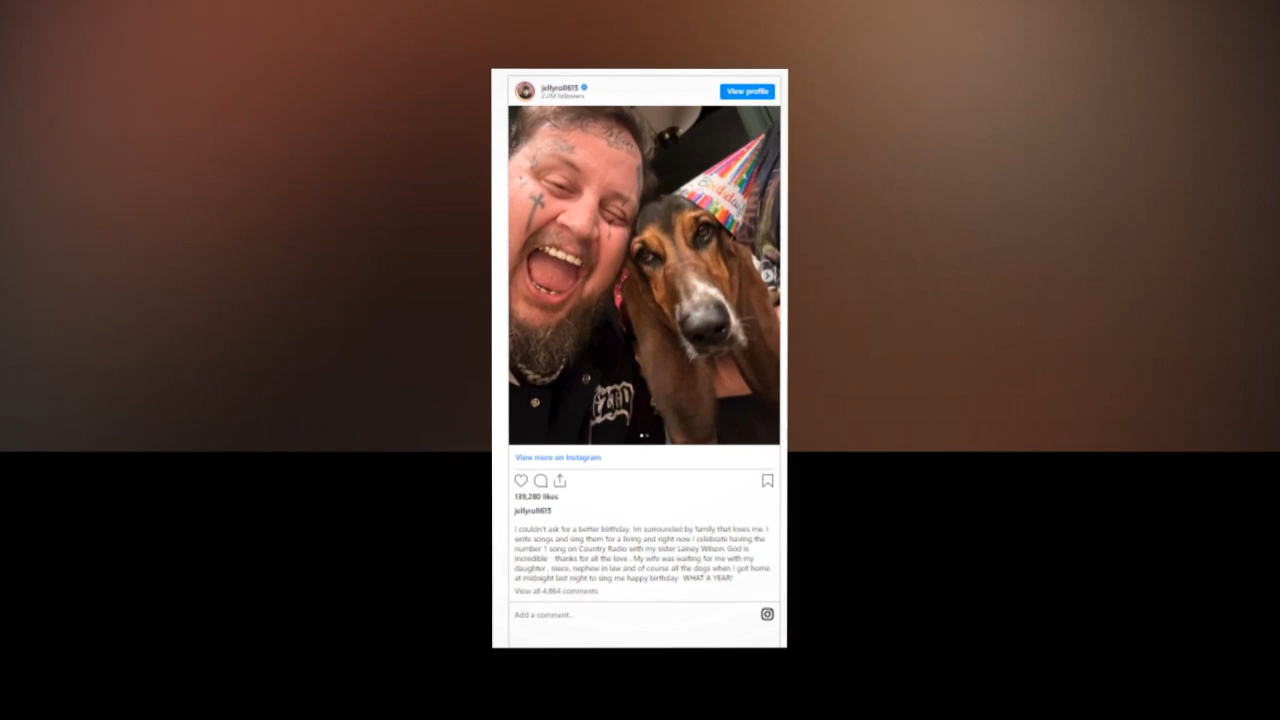 jellyroll615
2.2M followers
View profile
Birthday
View more on Instagram
139,280 likes
jellyroll615
I couldn't ask for a better birthday. Im surrounded by family that loves me. I
write songs and sing them for a living and right now I celebrate having the
number 1 song on Country Radio with my sister Lainey Wilson. God is
incredible thanks for all the love . My wife was waiting for me with my
daughter , niece, nephew in law and of course all the dogs when I got home
at midnight last night to sing me happy birthday WHAT A YEAR!
View all 4,864 comments
Add a comment...